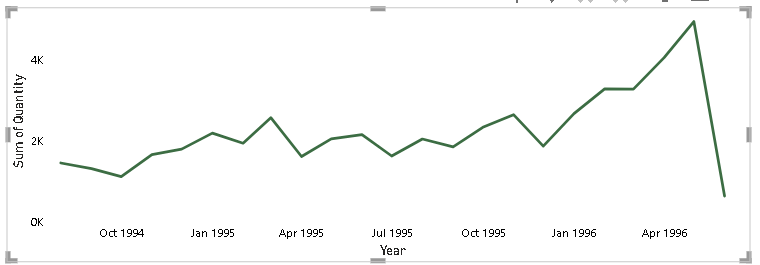 4K
2K
0K
Sum of Quantity
Oct 1994 Jan 1995 Apr 1995 Jul 1995 Oct 1995 Jan 1996 Apr 1996
Year